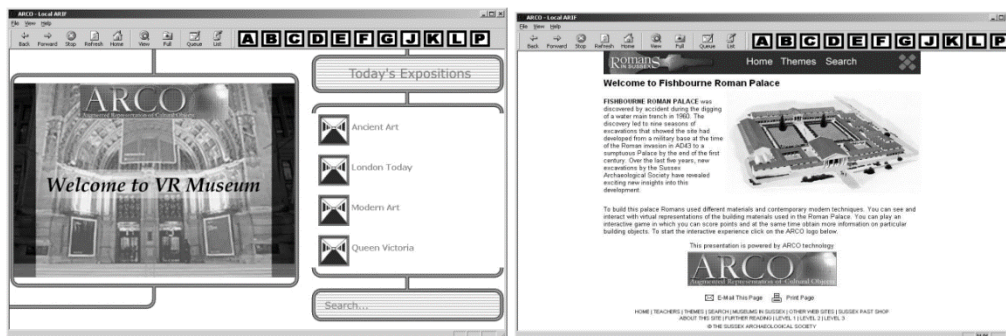 ARCO - Local ARIF
File View Help
Back Forward Stop Refresh Home View Full Queue List A B C D E F G J K L P
Today's Expositions
ARCO
Augmented Representation of Cultural Objects
Welcome to VR Museum
Ancient Art
London Today
Modern Art
Queen Victoria
Search...
ARCO - Local ARIF
File View Help
Back Forward Stop Refresh Home View Full Queue List A B C D E F G J K L P
ROMANS
IN SUSSEX
Home Themes Search
Welcome to Fishbourne Roman Palace
FISHBOURNE ROMAN PALACE was
discovered by accident during the digging
of a water main trench in 1960. The
discovery led to nine seasons of
excavations that showed the site had
developed from a military base at the time
of the Roman invasion in AD43 to a
sumptuous Palace by the end of the first
century. Over the last five years, new
excavations by the Sussex
Archaeological Society have revealed
exciting new insights into this
development.
To build this palace Romans used different materials and contemporary modern techniques. You can see and
interact with virtual representations of the building materials used in the Roman Palace. You can play an
interactive game in which you can score points and at the same time obtain more information on particular
building objects. To start the interactive experience click on the ARCO logo below.
This presentation is powered by ARCO technology
ARCO
Augmented Representation of Cultural Objects
E-Mail This Page Print Page
HOME | TEACHERS | THEMES | SEARCH | MUSEUMS IN SUSSEX | OTHER WEB SITES | SUSSEX PAST SHOP
ABOUT THIS SITE | FURTHER READING | LEVEL 1 | LEVEL 2 | LEVEL 3
© THE SUSSEX ARCHAEOLOGICAL SOCIETY